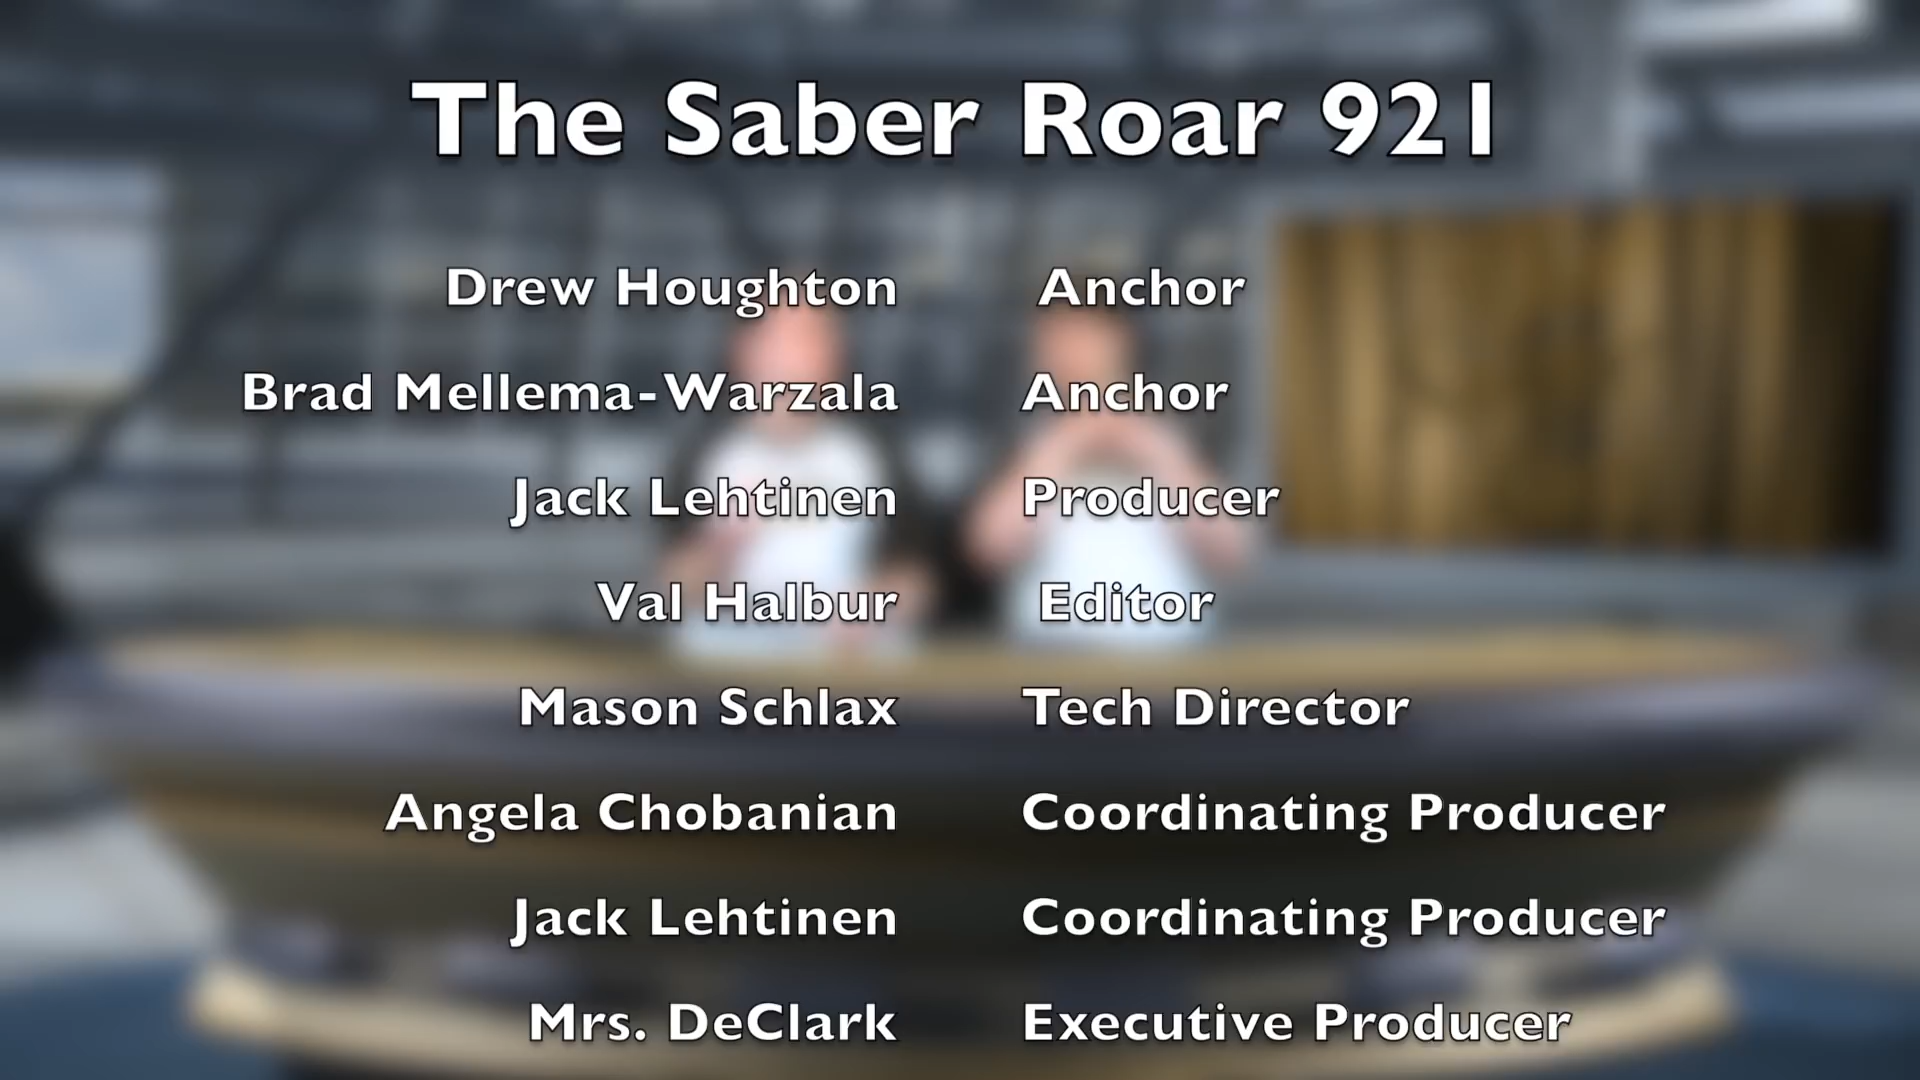 The Saber Roar 921
Drew Houghton Anchor
Brad Mellema-Warzala Anchor
Jack Lehtinen Producer
Val Halbur Editor
Mason Schlax Tech Director
Angela Chobanian Coordinating Producer
Jack Lehtinen Coordinating Producer
Mrs. DeClark Executive Producer